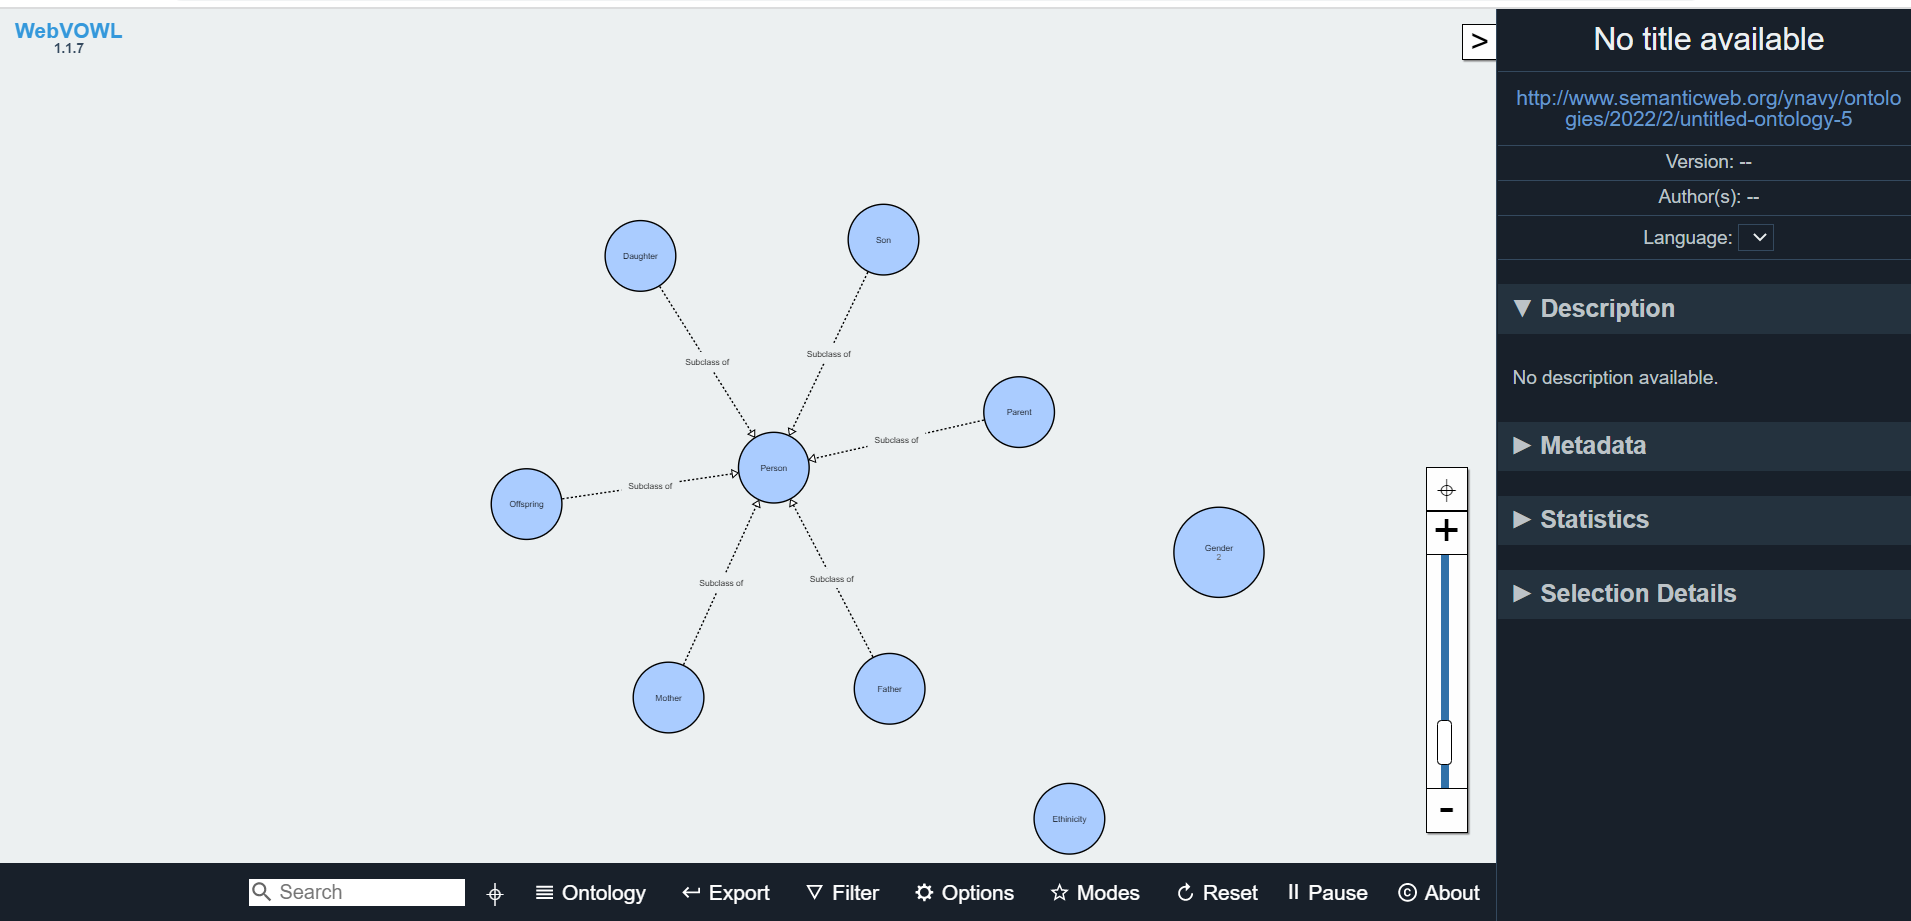 WebVOWL
1.1.7
>
No title available
http://www.semanticweb.org/ynavy/ontolo
gies/2022/2/untitled-ontology-5
Version: --
Author(s): --
Language:
▼ Description
No description available.
▶ Metadata
▶ Statistics
▶ Selection Details
Daughter
Son
Subclass of
Subclass of
Parent
Subclass of
Person
Offspring
Subclass of
Gender
2
Subclass of
Subclass of
Mother
Father
Ethinicity
+
-
Search
Ontology
Export
Filter
Options
Modes
Reset
Pause
About